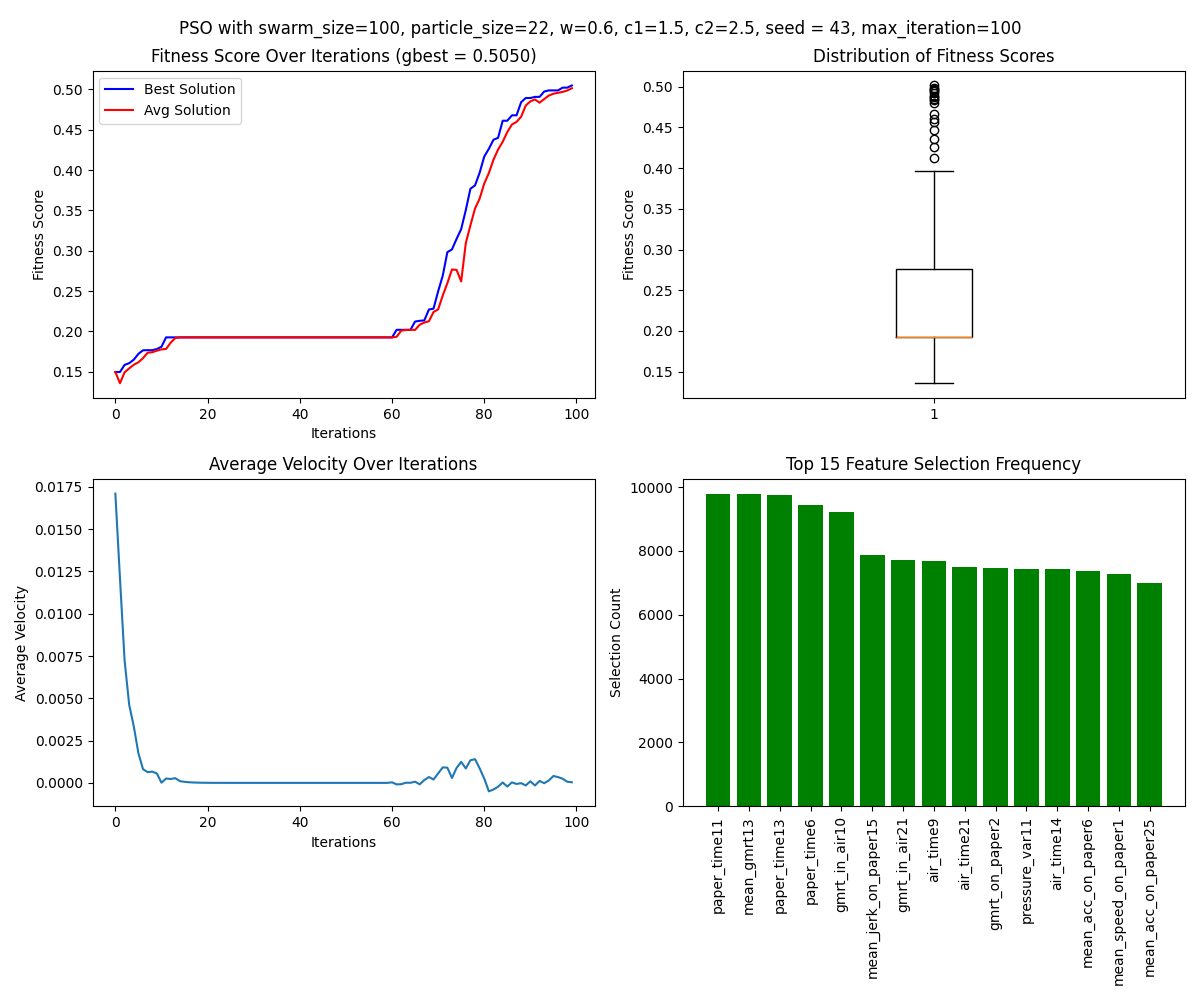 PSO with swarm_size=100, particle_size=22, w=0.6, c1=1.5, c2=2.5, seed = 43, max_iteration=100
Fitness Score Over Iterations (gbest = 0.5050)
Best Solution
Avg Solution
0.50
0.45
0.40
0.35
0.30
0.25
0.20
0.15
Fitness Score
0 20 40 60 80 100
Iterations
Distribution of Fitness Scores
0.50
0.45
0.40
0.35
0.30
0.25
0.20
0.15
Fitness Score
1
Average Velocity Over Iterations
0.0175
0.0150
0.0125
0.0100
0.0075
0.0050
0.0025
0.0000
Average Velocity
0 20 40 60 80 100
Iterations
Top 15 Feature Selection Frequency
10000
8000
6000
4000
2000
0
Selection Count
paper_time11
mean_gmrt13
paper_time13
paper_time6
gmrt_in_air10
mean_jerk_on_paper15
gmrt_in_air21
air_time9
air_time21
gmrt_on_paper2
pressure_var11
air_time14
mean_acc_on_paper6
mean_speed_on_paper1
mean_acc_on_paper25